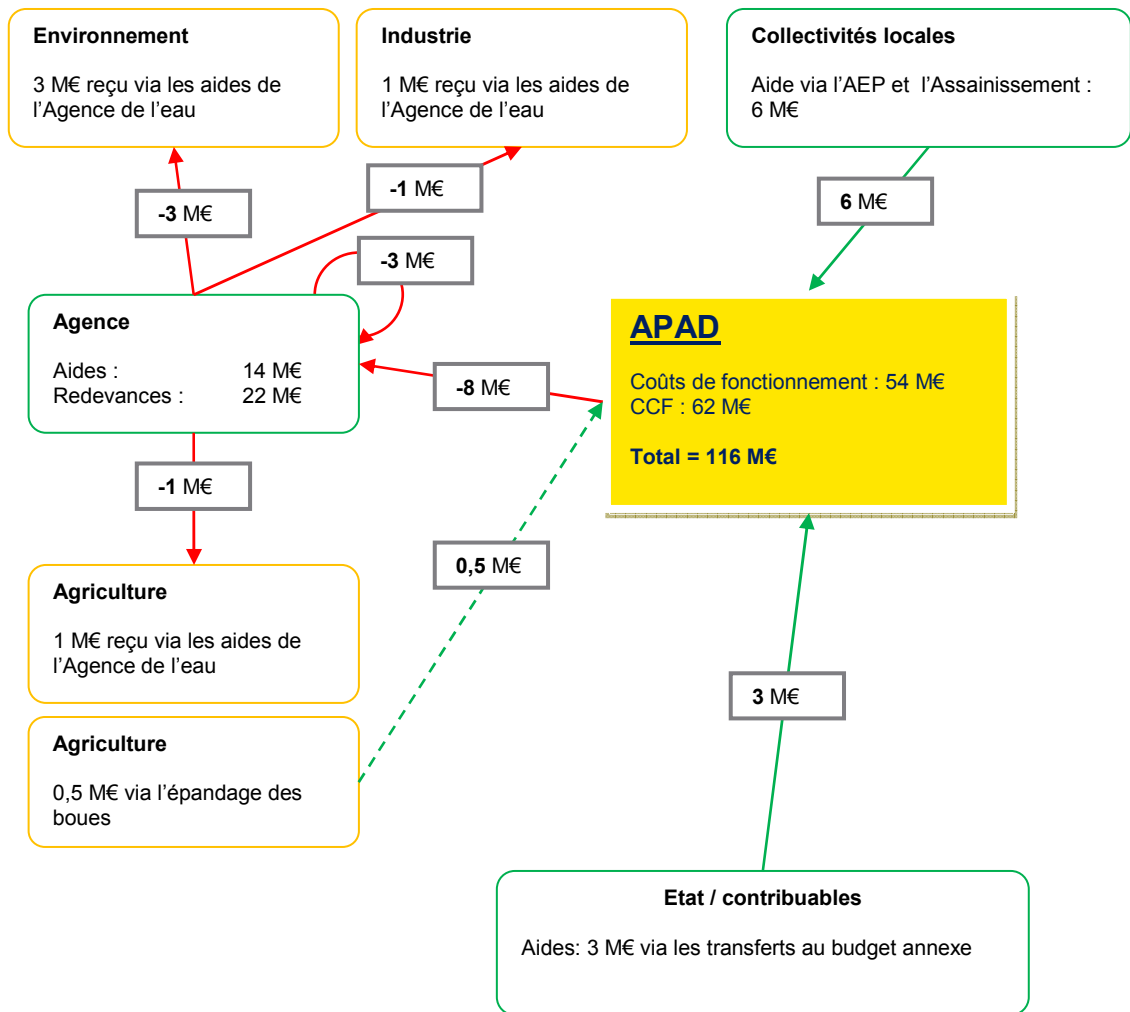 Environnement
3 M€ reçu via les aides de
l’Agence de l’eau
Industrie
1 M€ reçu via les aides de
l’Agence de l’eau
Collectivités locales
Aide via l’AEP et l’Assainissement :
6 M€
-3 M€
-1 M€
6 M€
-3 M€
Agence
Aides : 14 M€
Redevances : 22 M€
-8 M€
APAD
Coûts de fonctionnement : 54 M€
CCF : 62 M€
Total = 116 M€
-1 M€
0,5 M€
Agriculture
1 M€ reçu via les aides de
l’Agence de l’eau
3 M€
Agriculture
0,5 M€ via l’épandage des
boues
Etat / contribuables
Aides: 3 M€ via les transferts au budget annexe